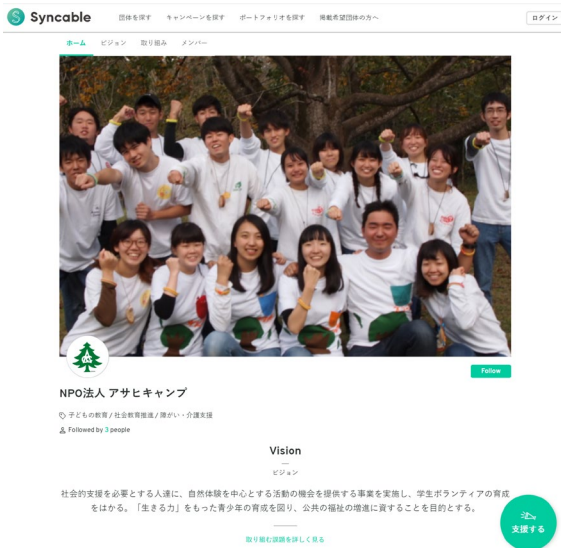 Syncable
団体を探す キャンペーンを探す ポートフォリオを探す 掲載希望団体の方へ
ログイン
ホーム ビジョン 取り組み メンバー
Follow
NPO法人 アサヒキャンプ
子どもの教育 / 社会教育推進 / 障がい・介護支援
Followed by 3 people
Vision
ビジョン
社会的支援を必要とする人達に、自然体験を中心とする活動の機会を提供する事業を実施し、学生ボランティアの育成
をはかる。「生きる力」をもった青少年の育成を図り、公共の福祉の増進に資することを目的とする。
支援する
取り組む課題を詳しく見る